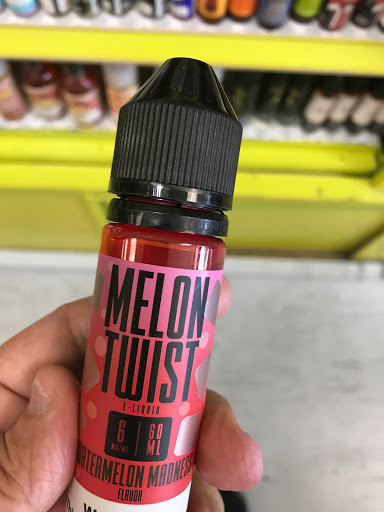 MELON
TWIST
E-LIQUID
6 60
MG/ML ML
WATERMELON MADNESS
FLAVOR